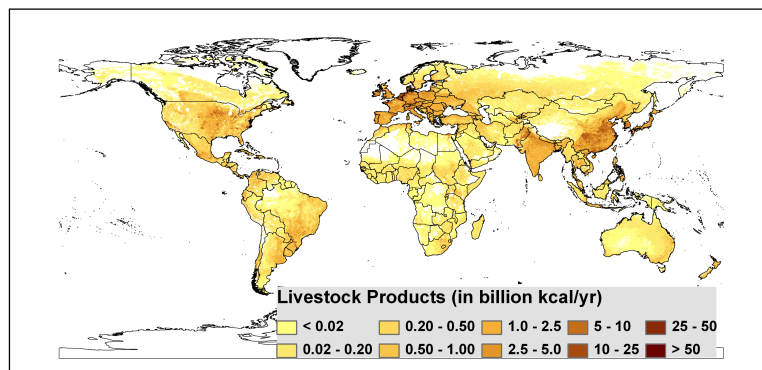 Livestock Products (in billion kcal/yr)
< 0.02 0.20 - 0.50 1.0 - 2.5 5 - 10 25 - 50
0.02 - 0.20 0.50 - 1.00 2.5 - 5.0 10 - 25 > 50